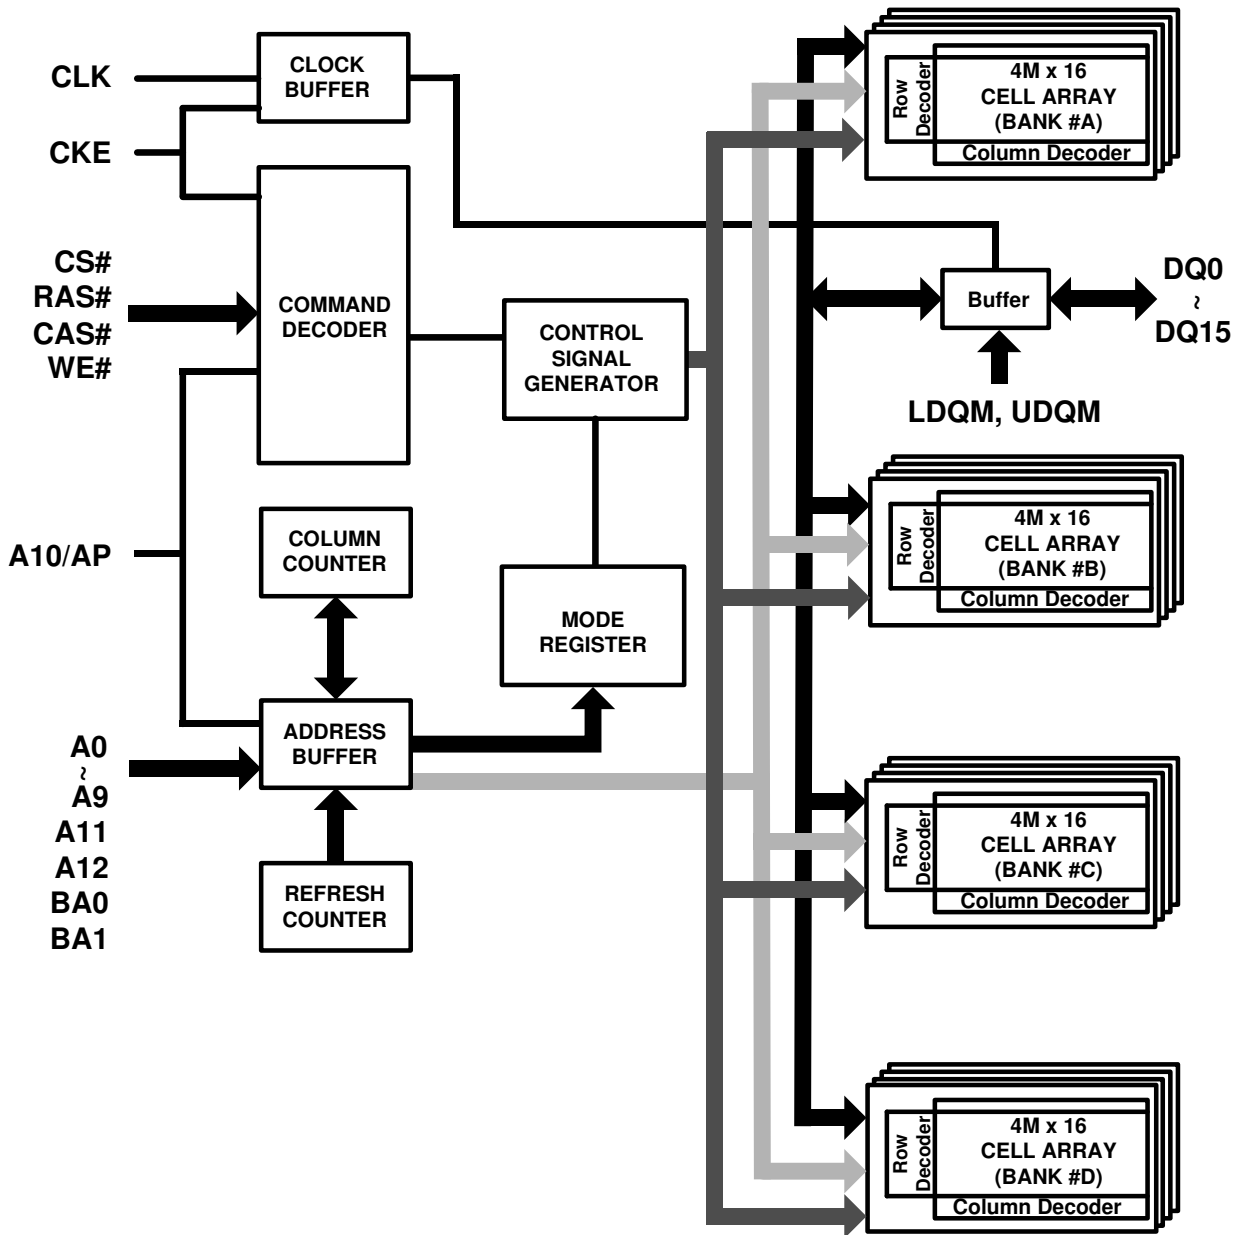 CLK
CKE
CS#
RAS#
CAS#
WE#
A10/AP
A0
~
A9
A11
A12
BA0
BA1
CLOCK
BUFFER
COMMAND
DECODER
COLUMN
COUNTER
ADDRESS
BUFFER
REFRESH
COUNTER
CONTROL
SIGNAL
GENERATOR
MODE
REGISTER
Row
Decoder
4M x 16
CELL ARRAY
(BANK #A)
Column Decoder
Buffer
DQ0
~
DQ15
LDQM, UDQM
Row
Decoder
4M x 16
CELL ARRAY
(BANK #B)
Column Decoder
Row
Decoder
4M x 16
CELL ARRAY
(BANK #C)
Column Decoder
Row
Decoder
4M x 16
CELL ARRAY
(BANK #D)
Column Decoder